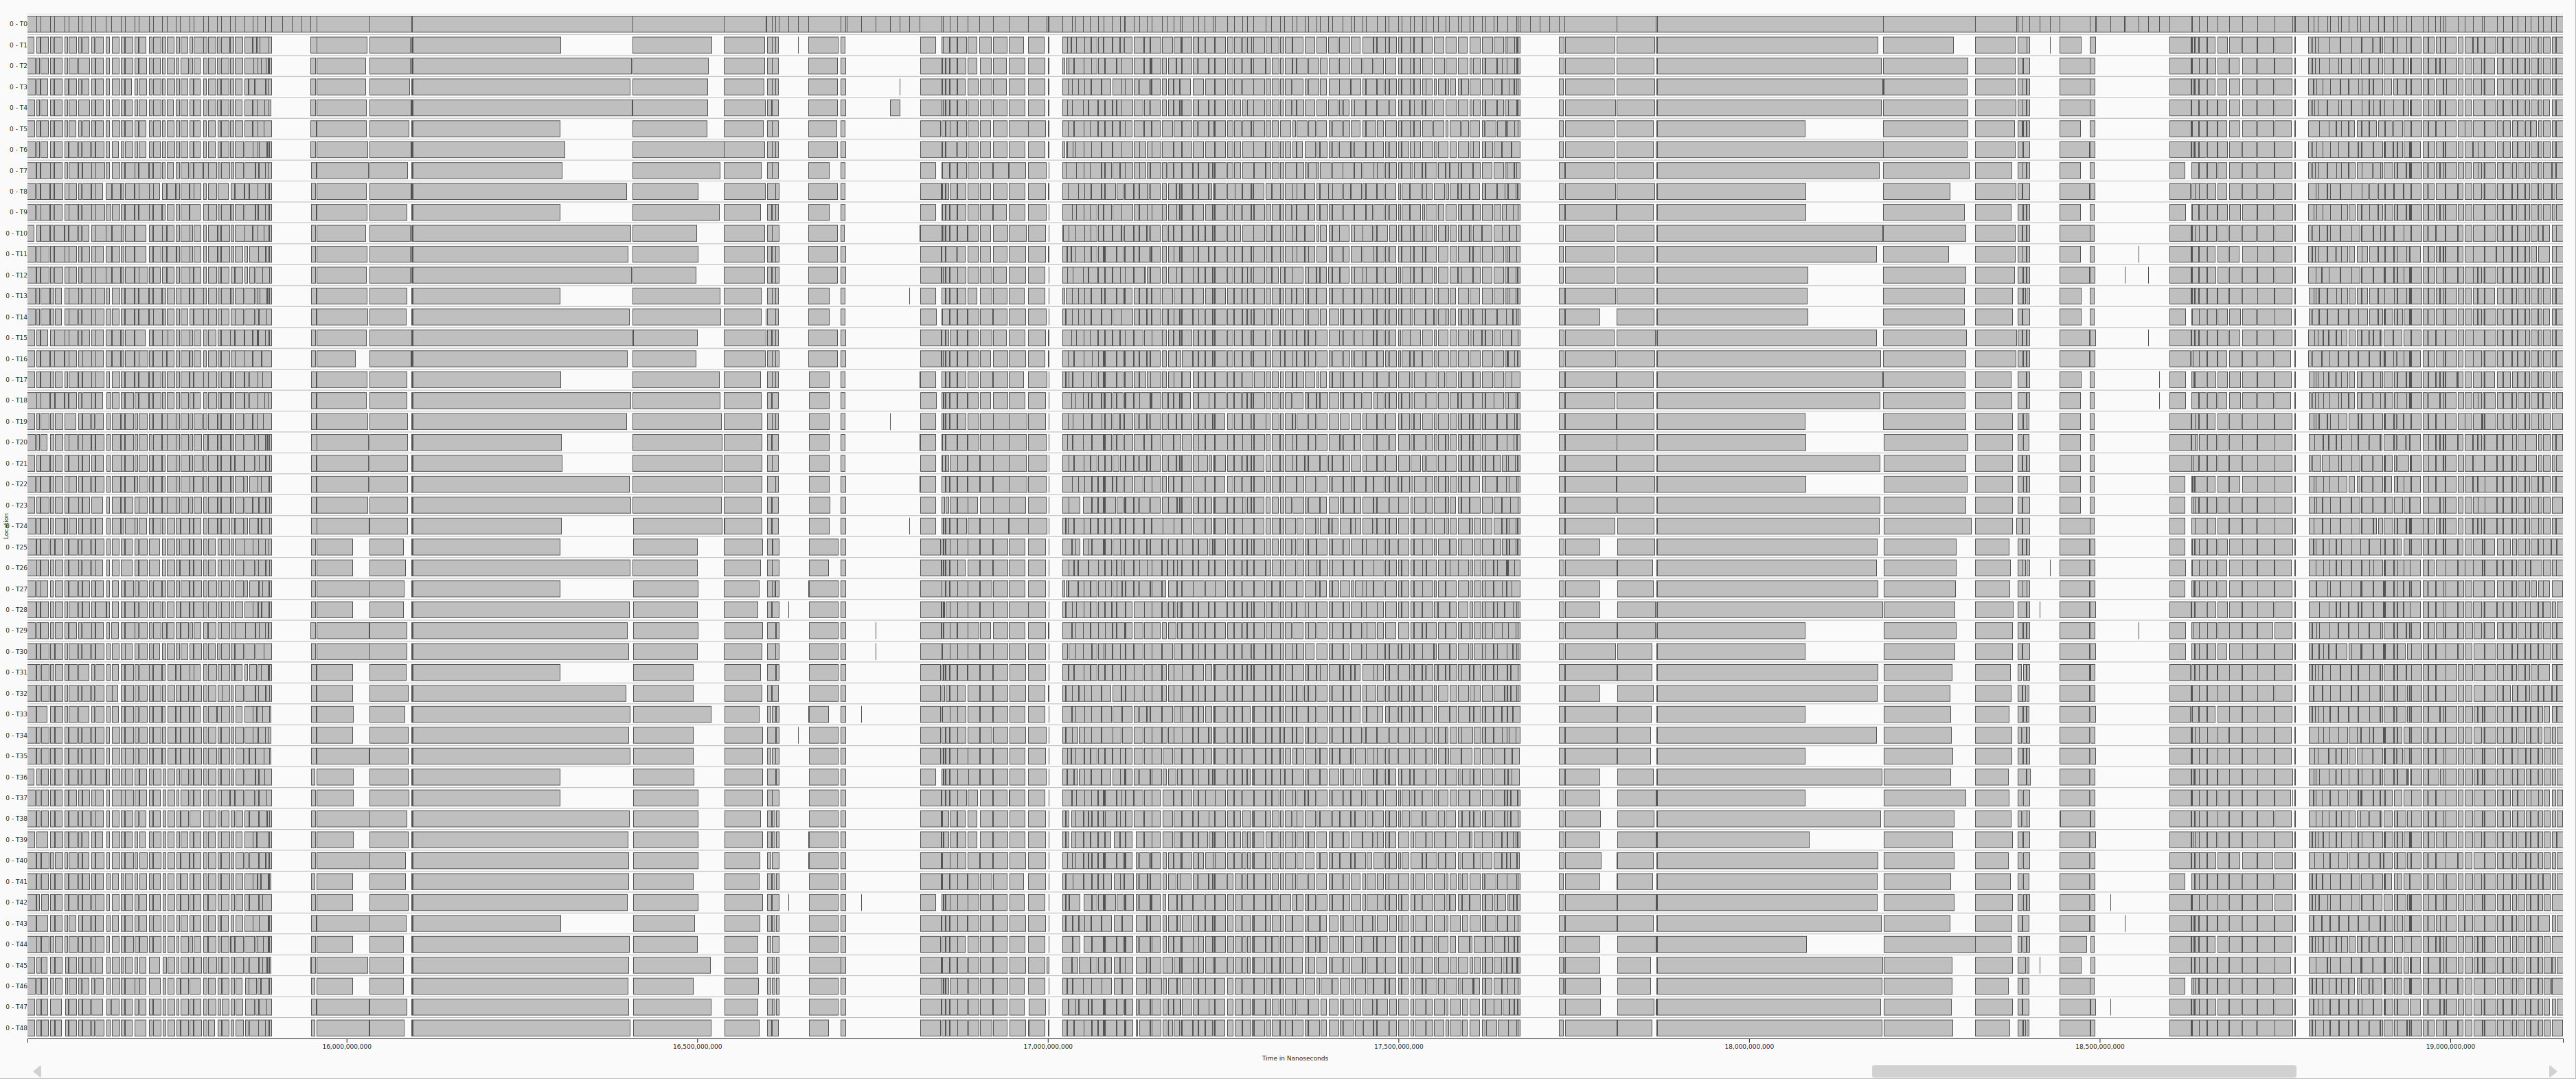 0 - T0
0 - T1
0 - T2
0 - T3
0 - T4
0 - T5
0 - T6
0 - T7
0 - T8
0 - T9
0 - T10
0 - T11
0 - T12
0 - T13
0 - T14
0 - T15
0 - T16
0 - T17
0 - T18
0 - T19
0 - T20
0 - T21
0 - T22
0 - T23
Location
0 - T24
0 - T25
0 - T26
0 - T27
0 - T28
0 - T29
0 - T30
0 - T31
0 - T32
0 - T33
0 - T34
0 - T35
0 - T36
0 - T37
0 - T38
0 - T39
0 - T40
0 - T41
0 - T42
0 - T43
0 - T44
0 - T45
0 - T46
0 - T47
0 - T48
16,000,000,000 16,500,000,000 17,000,000,000 17,500,000,000 18,000,000,000 18,500,000,000 19,000,000,000
Time in Nanoseconds